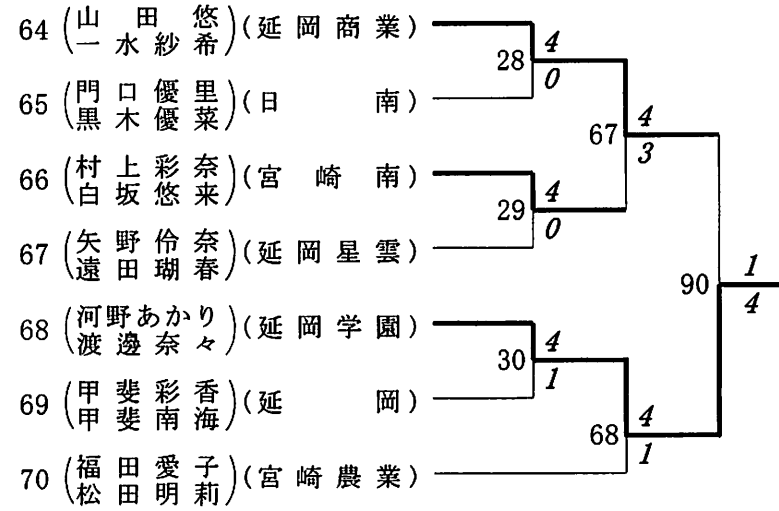 64 (山田悠 一水紗希) (延岡商業)
4
28
0
65 (門口優里 黒木優菜) (日南)
4
67
3
66 (村上彩奈 白坂悠来) (宮崎南)
4
29
0
67 (矢野伶奈 遠田瑚春) (延岡星雲)
1
90
4
68 (河野あかり 渡邊奈々) (延岡学園)
4
30
1
69 (甲斐彩香 甲斐南海) (延岡)
4
68
1
70 (福田愛子 松田明莉) (宮崎農業)